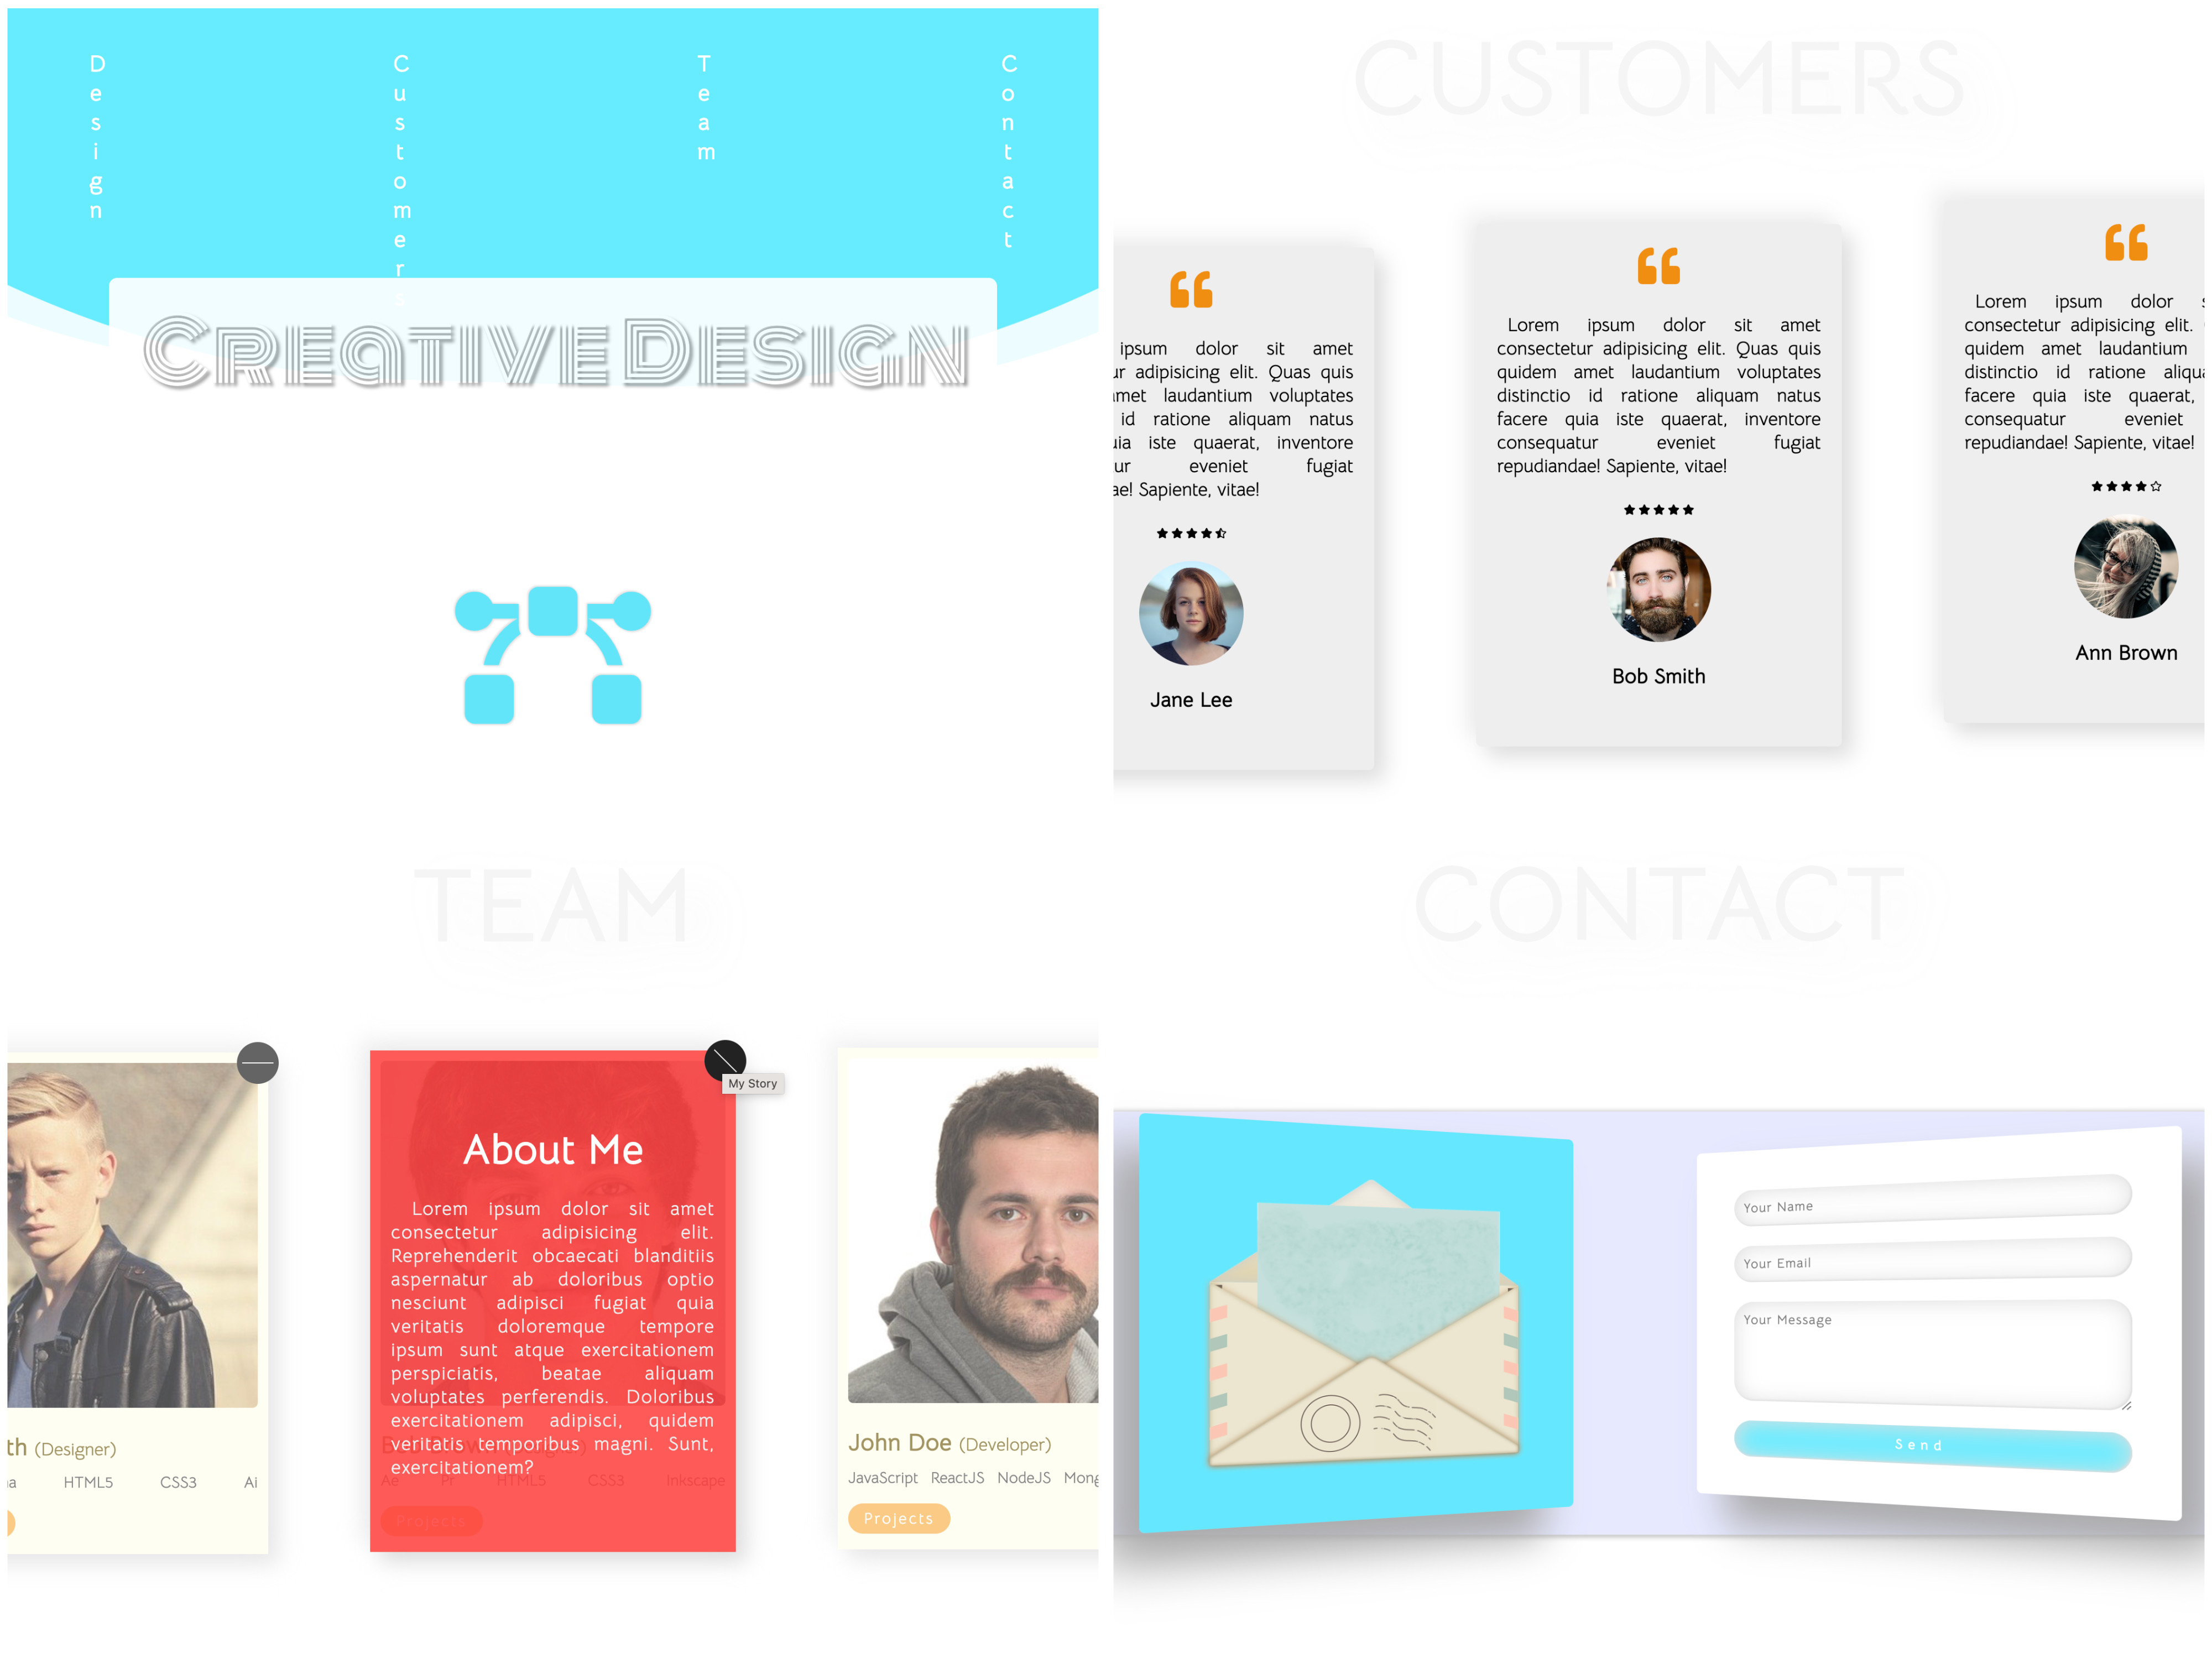 Design
Customers
Team
Contact
CREATIVE DESIGN
CUSTOMERS
ipsum dolor sit amet
adipisicing elit. Quas quis
laudantium voluptates
id ratione aliquam natus
iste quaerat, inventore
eveniet fugiat
Sapiente, vitae!
Jane Lee
Lorem ipsum dolor sit amet
consectetur adipisicing elit. Quas quis
quidem amet laudantium voluptates
distinctio id ratione aliquam natus
facere quia iste quaerat, inventore
consequatur eveniet fugiat
repudiandae! Sapiente, vitae!
Bob Smith
Lorem ipsum dolor
consectetur adipisicing elit.
quidem amet laudantium
distinctio id ratione
facere quia iste quaerat,
consequatur eveniet
repudiandae! Sapiente, vitae!
Ann Brown
TEAM
(Designer)
HTML5 CSS3 Ai
My Story
About Me
Lorem ipsum dolor sit amet
consectetur adipisicing elit.
Reprehenderit obcaecati blanditiis
aspernatur ab doloribus optio
nesciunt adipisci fugiat quia
veritatis doloremque tempore
ipsum sunt atque exercitationem
perspiciatis, beatae aliquam
voluptates perferendis. Doloribus
exercitationem adipisci, quidem
veritatis temporibus magni. Sunt,
exercitationem?
Ae Pr HTML5 CSS3 Inkscape
Projects
John Doe (Developer)
JavaScript ReactJS NodeJS
Projects
CONTACT
Your Name
Your Email
Your Message
Send